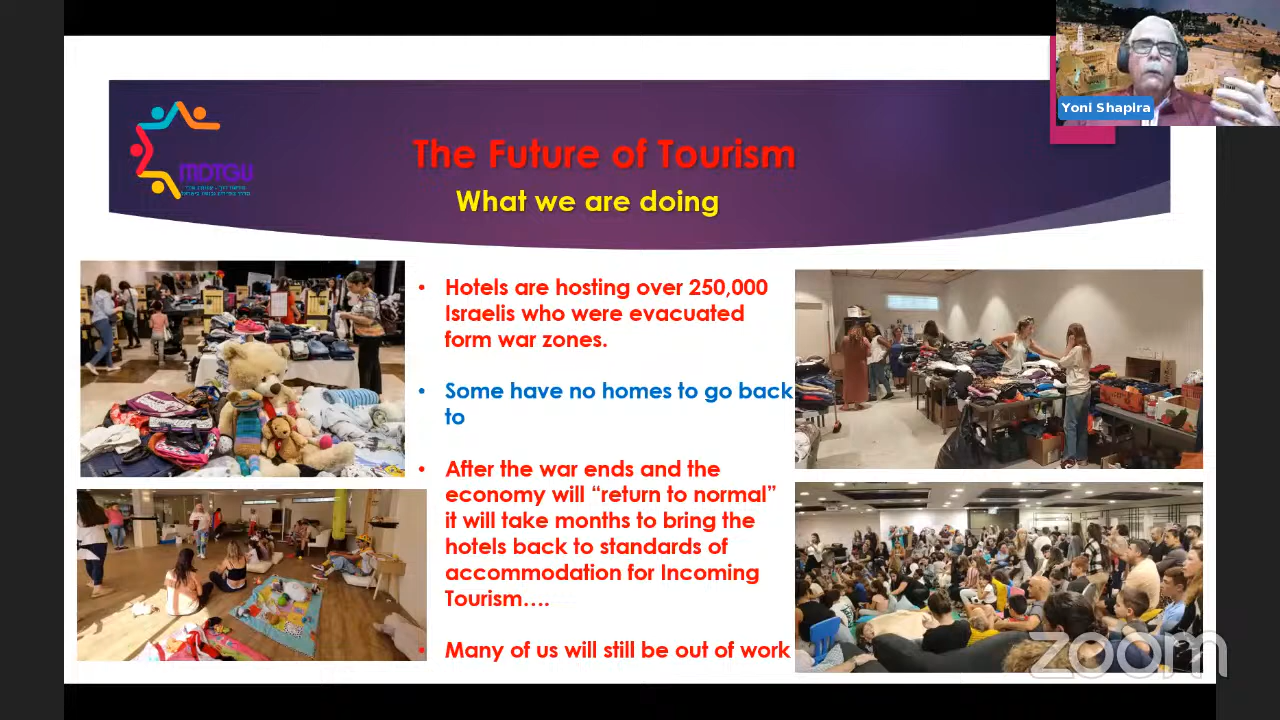 Yoni Shapira
MDTGU
The Future of Tourism
What we are doing
• Hotels are hosting over 250,000
Israelis who were evacuated
form war zones.
• Some have no homes to go back
to
• After the war ends and the
economy will “return to normal”
it will take months to bring the
hotels back to standards of
accommodation for Incoming
Tourism….
• Many of us will still be out of work
zoom